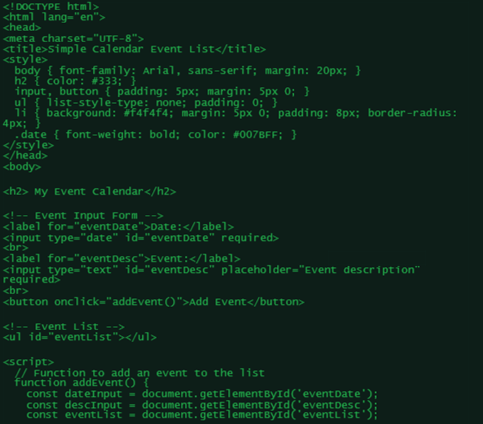 <!DOCTYPE html>
<html lang="en">
<head>
<meta charset="UTF-8">
<title>Simple Calendar Event List</title>
<style>
  body { font-family: Arial, sans-serif; margin: 20px; }
  h2 { color: #333; }
  input, button { padding: 5px; margin: 5px 0; }
  ul { list-style-type: none; padding: 0; }
  li { background: #f4f4f4; margin: 5px 0; padding: 8px; border-radius:
4px; }
  .date { font-weight: bold; color: #007BFF; }
</style>
</head>
<body>

<h2> My Event Calendar</h2>

<!-- Event Input Form -->
<label for="eventDate">Date:</label>
<input type="date" id="eventDate" required>
<br>
<label for="eventDesc">Event:</label>
<input type="text" id="eventDesc" placeholder="Event description"
required>
<br>
<button onclick="addEvent()">Add Event</button>

<!-- Event List -->
<ul id="eventList"></ul>

<script>
  // Function to add an event to the list
  function addEvent() {
    const dateInput = document.getElementById('eventDate');
    const descInput = document.getElementById('eventDesc');
    const eventList = document.getElementById('eventList');